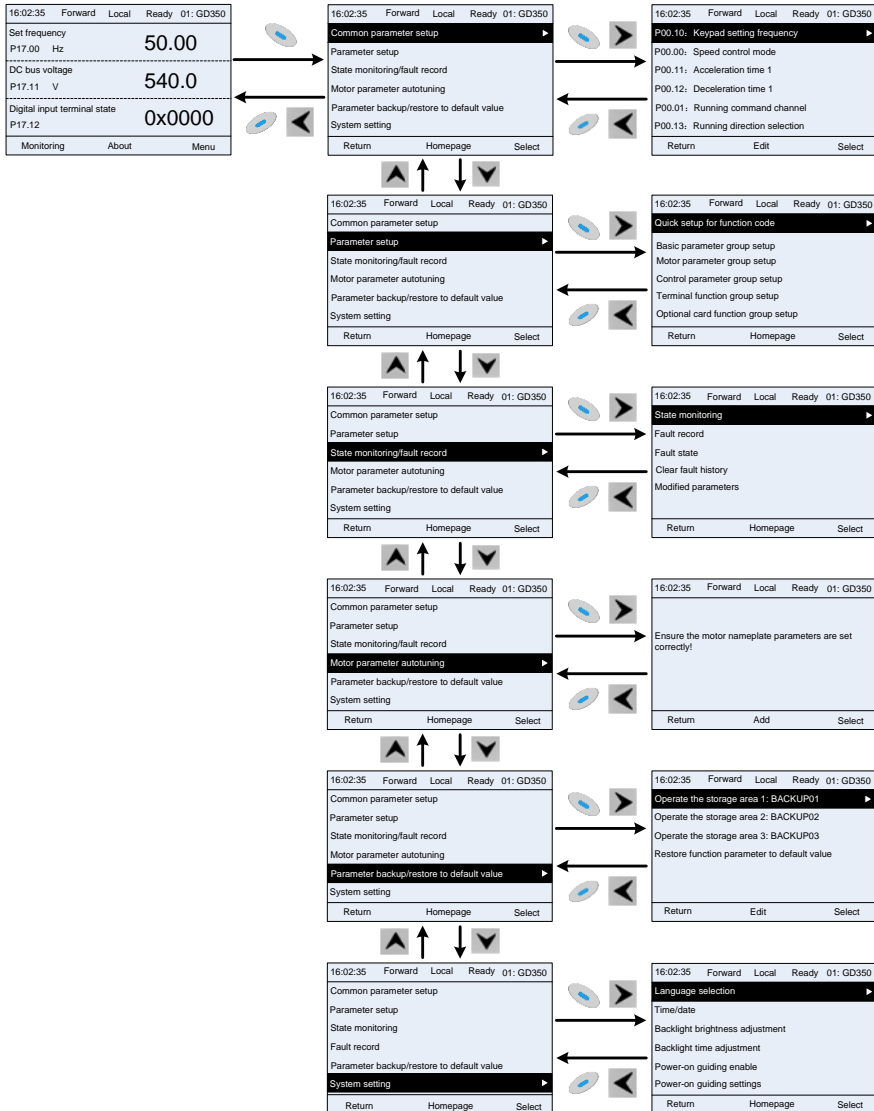 16:02:35 Forward Local Ready 01: GD350
Set frequency
P17.00 Hz
50.00
DC bus voltage
P17.11 V
540.0
Digital input terminal state
P17.12
0x0000
Monitoring About Menu
16:02:35 Forward Local Ready 01: GD350
Common parameter setup
Parameter setup
State monitoring/fault record
Motor parameter autotuning
Parameter backup/restore to default value
System setting
Return Homepage Select
16:02:35 Forward Local Ready 01: GD350
P00.10: Keypad setting frequency
P00.00: Speed control mode
P00.11: Acceleration time 1
P00.12: Deceleration time 1
P00.01: Running command channel
P00.13: Running direction selection
Return Edit Select
16:02:35 Forward Local Ready 01: GD350
Common parameter setup
Parameter setup
State monitoring/fault record
Motor parameter autotuning
Parameter backup/restore to default value
System setting
Return Homepage Select
16:02:35 Forward Local Ready 01: GD350
Quick setup for function code
Basic parameter group setup
Motor parameter group setup
Control parameter group setup
Terminal function group setup
Optional card function group setup
Return Homepage Select
16:02:35 Forward Local Ready 01: GD350
Common parameter setup
Parameter setup
State monitoring/fault record
Motor parameter autotuning
Parameter backup/restore to default value
System setting
Return Homepage Select
16:02:35 Forward Local Ready 01: GD350
State monitoring
Fault record
Fault state
Clear fault history
Modified parameters
Return Homepage Select
16:02:35 Forward Local Ready 01: GD350
Common parameter setup
Parameter setup
State monitoring/fault record
Motor parameter autotuning
Parameter backup/restore to default value
System setting
Return Homepage Select
16:02:35 Forward Local Ready 01: GD350
Ensure the motor nameplate parameters are set
correctly!
Return Add Select
16:02:35 Forward Local Ready 01: GD350
Common parameter setup
Parameter setup
State monitoring/fault record
Motor parameter autotuning
Parameter backup/restore to default value
System setting
Return Homepage Select
16:02:35 Forward Local Ready 01: GD350
Operate the storage area 1: BACKUP01
Operate the storage area 2: BACKUP02
Operate the storage area 3: BACKUP03
Restore function parameter to default value
Return Edit Select
16:02:35 Forward Local Ready 01: GD350
Common parameter setup
Parameter setup
State monitoring
Fault record
Parameter backup/restore to default value
System setting
Return Homepage Select
16:02:35 Forward Local Ready 01: GD350
Language selection
Time/date
Backlight brightness adjustment
Backlight time adjustment
Power-on guiding enable
Power-on guiding settings
Return Homepage Select